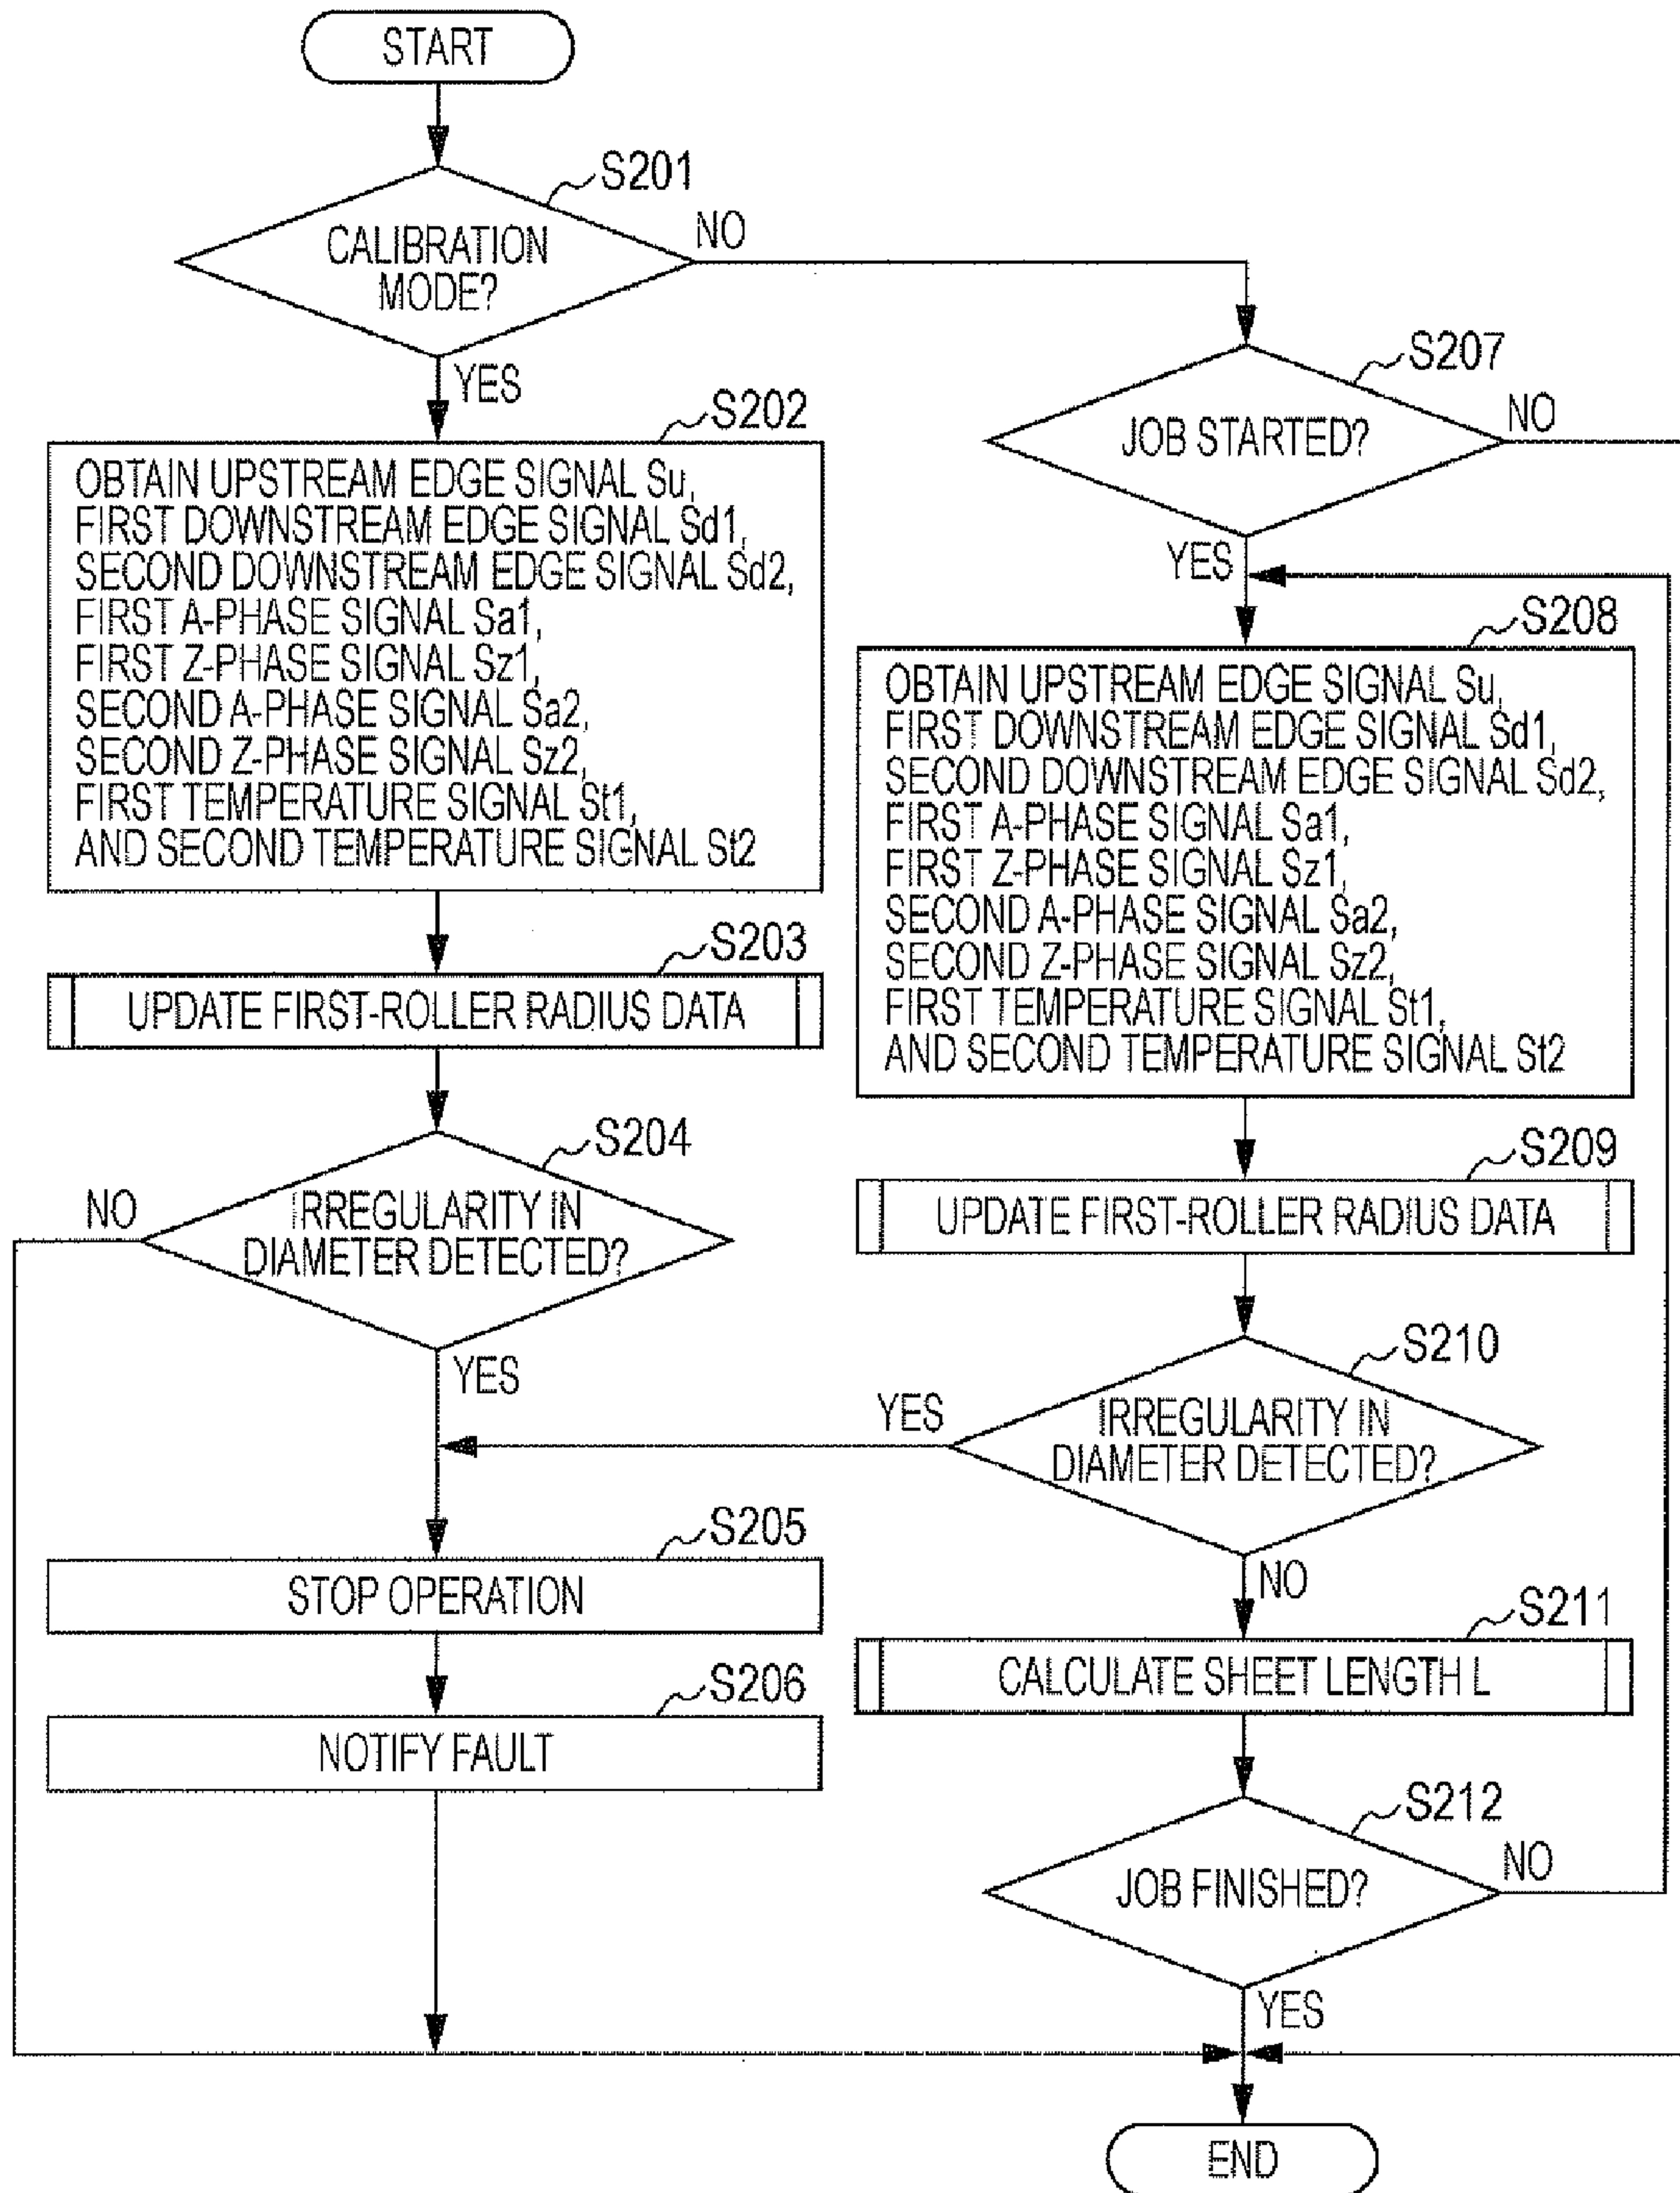 START
S201
CALIBRATION
MODE?
NO
YES
S202
OBTAIN UPSTREAM EDGE SIGNAL Su,
FIRST DOWNSTREAM EDGE SIGNAL Sd1,
SECOND DOWNSTREAM EDGE SIGNAL Sd2,
FIRST A-PHASE SIGNAL Sa1,
FIRST Z-PHASE SIGNAL Sz1,
SECOND A-PHASE SIGNAL Sa2,
SECOND Z-PHASE SIGNAL Sz2,
FIRST TEMPERATURE SIGNAL St1,
AND SECOND TEMPERATURE SIGNAL St2
S203
UPDATE FIRST-ROLLER RADIUS DATA
S204
NO
IRREGULARITY IN
DIAMETER DETECTED?
YES
S205
STOP OPERATION
S206
NOTIFY FAULT
S207
JOB STARTED?
NO
YES
S208
OBTAIN UPSTREAM EDGE SIGNAL Su,
FIRST DOWNSTREAM EDGE SIGNAL Sd1,
SECOND DOWNSTREAM EDGE SIGNAL Sd2,
FIRST A-PHASE SIGNAL Sa1,
FIRST Z-PHASE SIGNAL Sz1,
SECOND A-PHASE SIGNAL Sa2,
SECOND Z-PHASE SIGNAL Sz2,
FIRST TEMPERATURE SIGNAL St1,
AND SECOND TEMPERATURE SIGNAL St2
S209
UPDATE FIRST-ROLLER RADIUS DATA
S210
YES
IRREGULARITY IN
DIAMETER DETECTED?
NO
S211
CALCULATE SHEET LENGTH L
S212
JOB FINISHED?
NO
YES
END